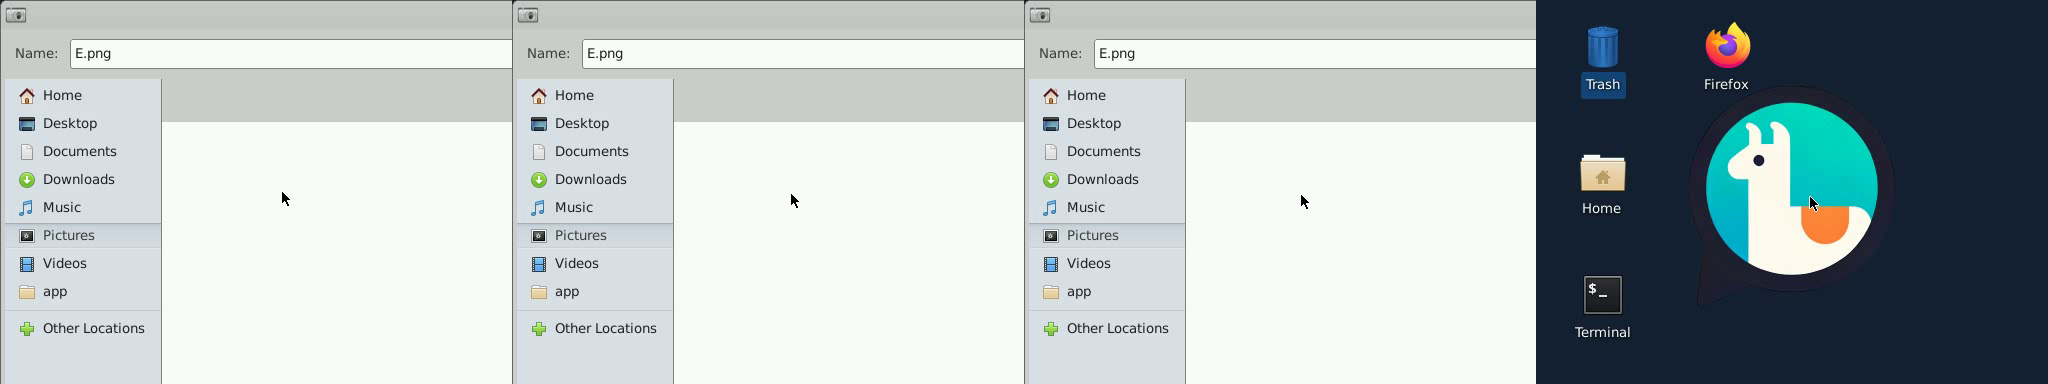 Name: E.png
Home
Desktop
Documents
Downloads
Music
Pictures
Videos
app
Other Locations
Name: E.png
Home
Desktop
Documents
Downloads
Music
Pictures
Videos
app
Other Locations
Name: E.png
Home
Desktop
Documents
Downloads
Music
Pictures
Videos
app
Other Locations
Trash
Firefox
Home
$_
Terminal